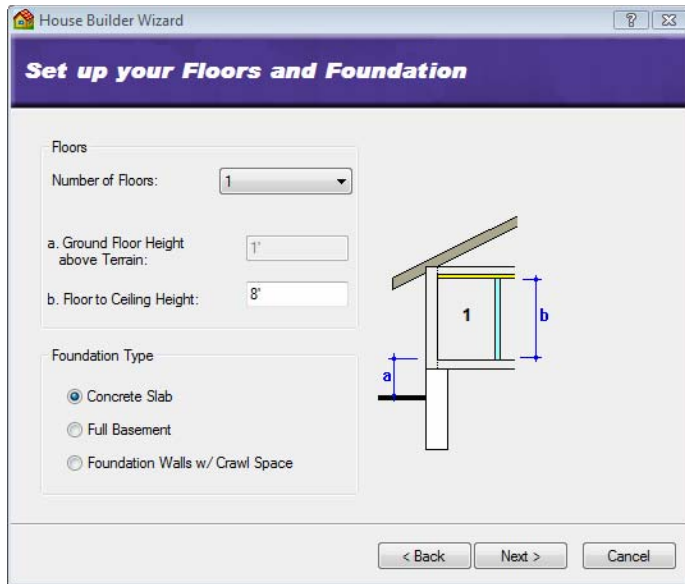 House Builder Wizard
Set up your Floors and Foundation
Floors
Number of Floors: 1
a. Ground Floor Height
above Terrain: 1'
b. Floor to Ceiling Height: 8'
Foundation Type
Concrete Slab
Full Basement
Foundation Walls w/ Crawl Space
1
b
a
< Back Next > Cancel